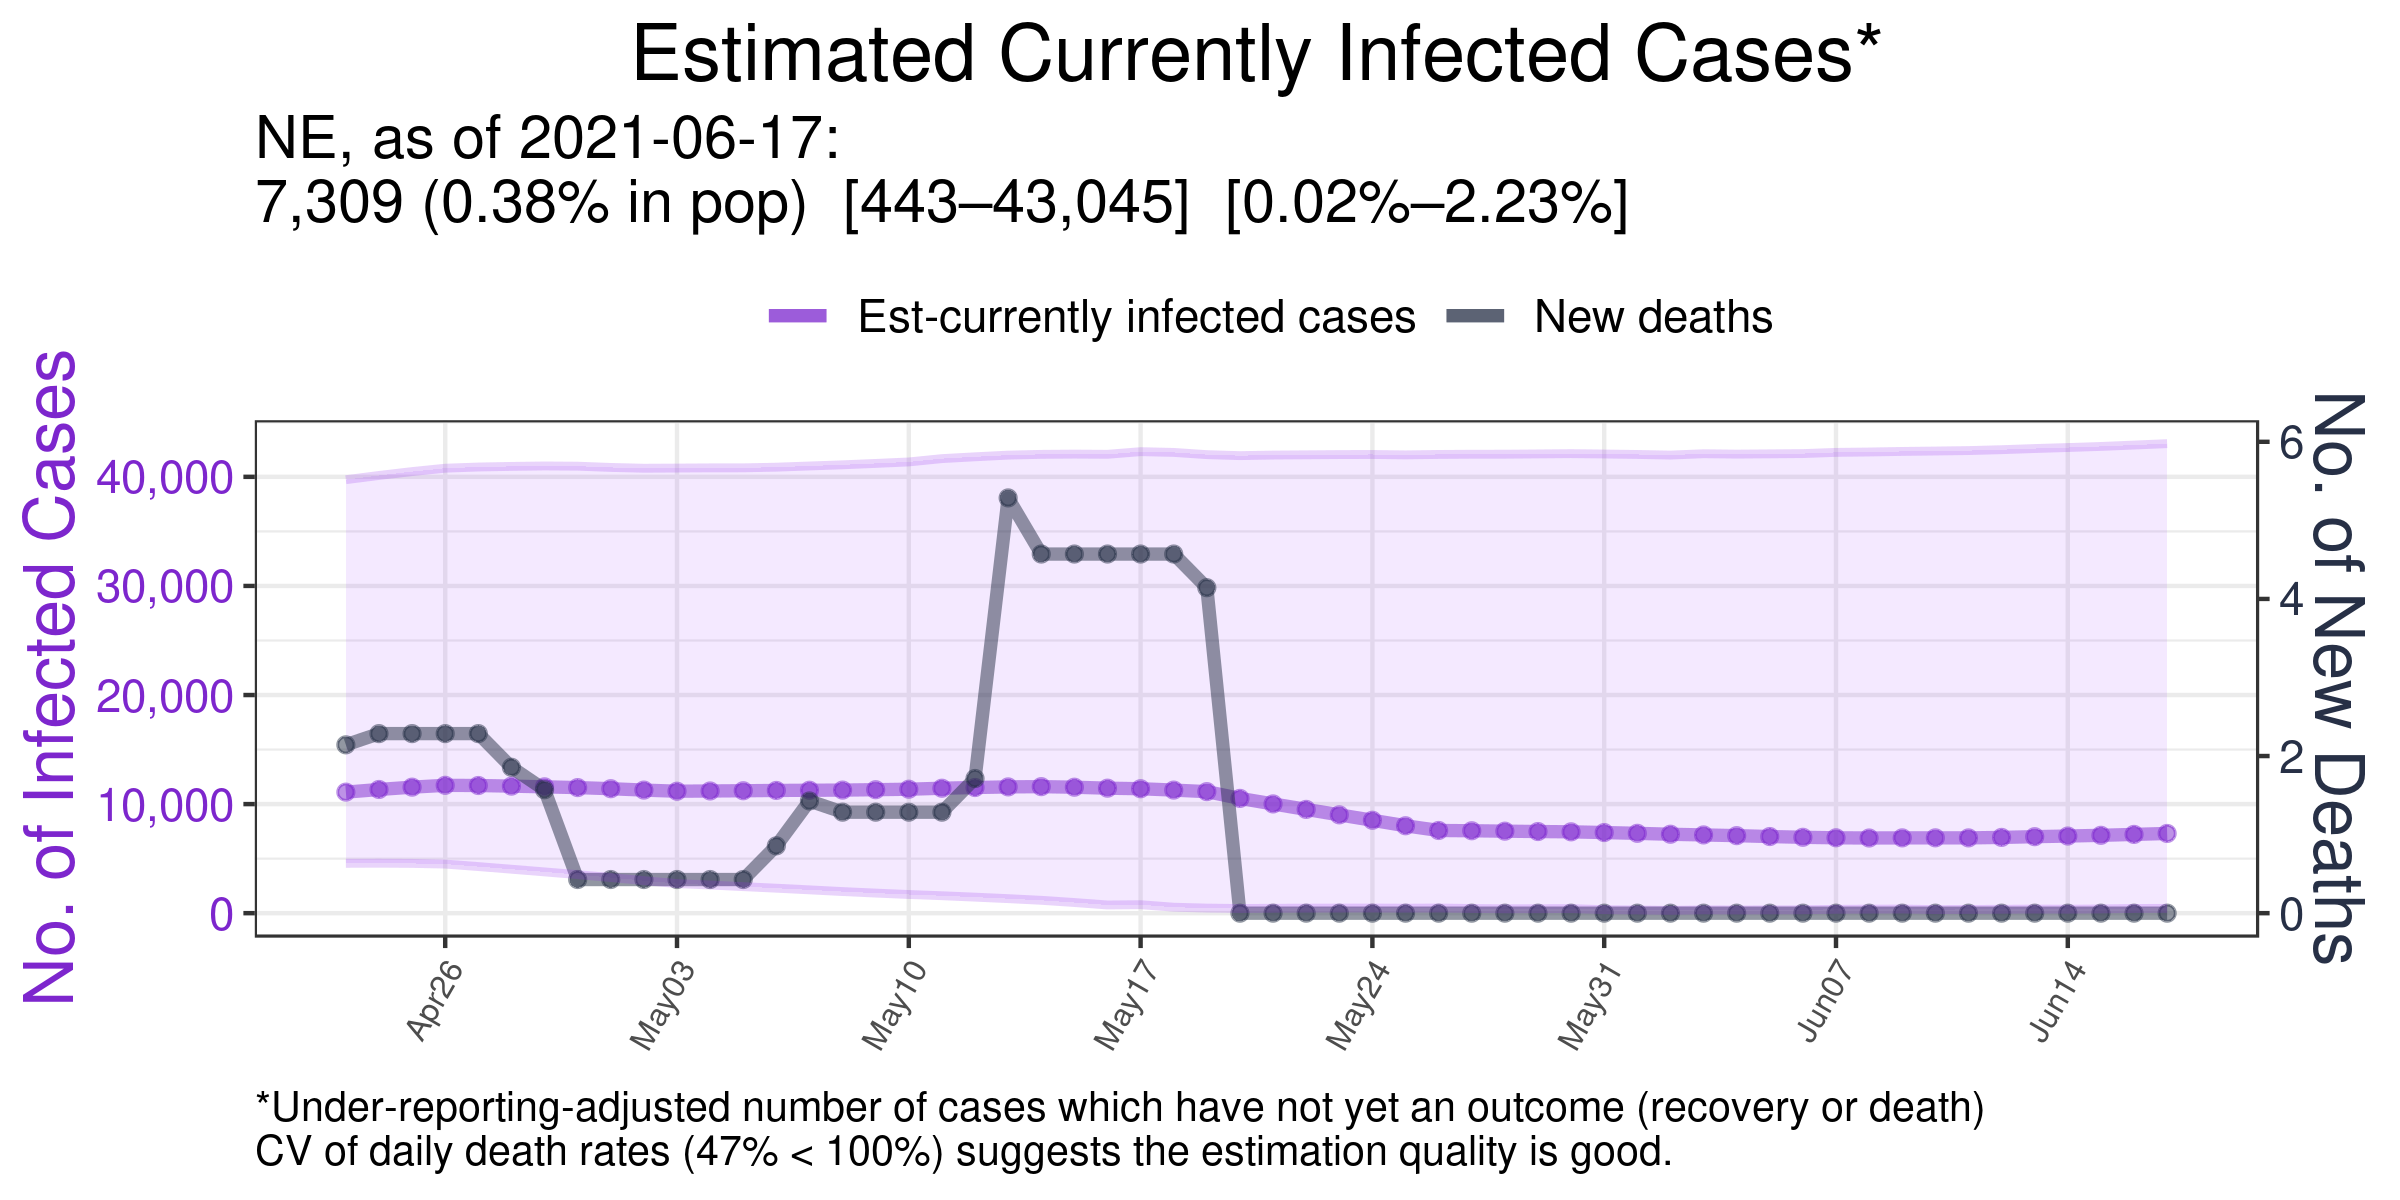 Estimated Currently Infected Cases*
NE, as of 2021-06-17:
7,309 (0.38% in pop)  [443–43,045]  [0.02%–2.23%]
Est-currently infected cases
New deaths
No. of Infected Cases
40,000
30,000
20,000
10,000
0
6
4
2
0
No. of New Deaths
Apr26
May03
May10
May17
May24
May31
Jun07
Jun14
*Under-reporting-adjusted number of cases which have not yet an outcome (recovery or death)
CV of daily death rates (47% < 100%) suggests the estimation quality is good.